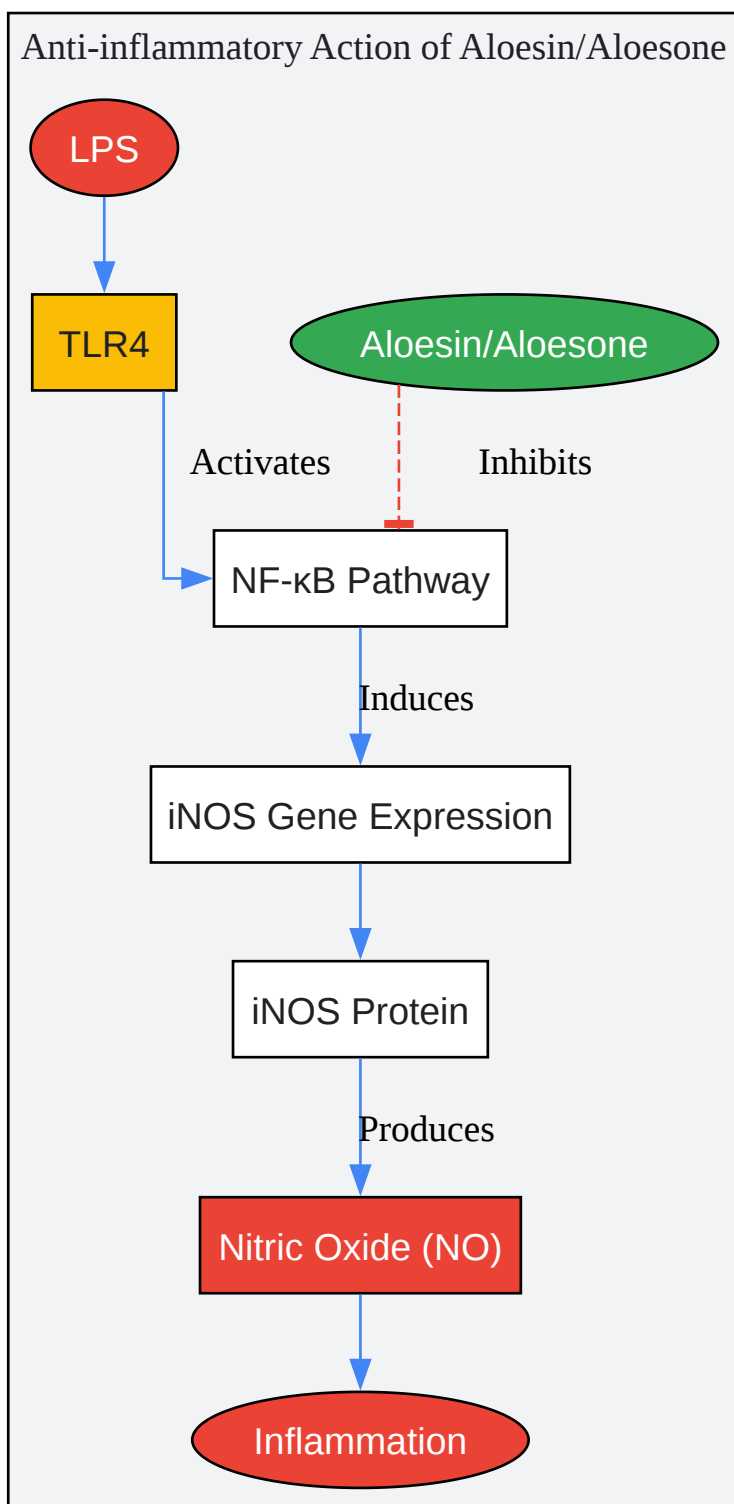 Anti-inflammatory Action of Aloesin/Aloesone
LPS
TLR4
Aloesin/Aloesone
Activates
Inhibits
NF-κB Pathway
Induces
iNOS Gene Expression
iNOS Protein
Produces
Nitric Oxide (NO)
Inflammation